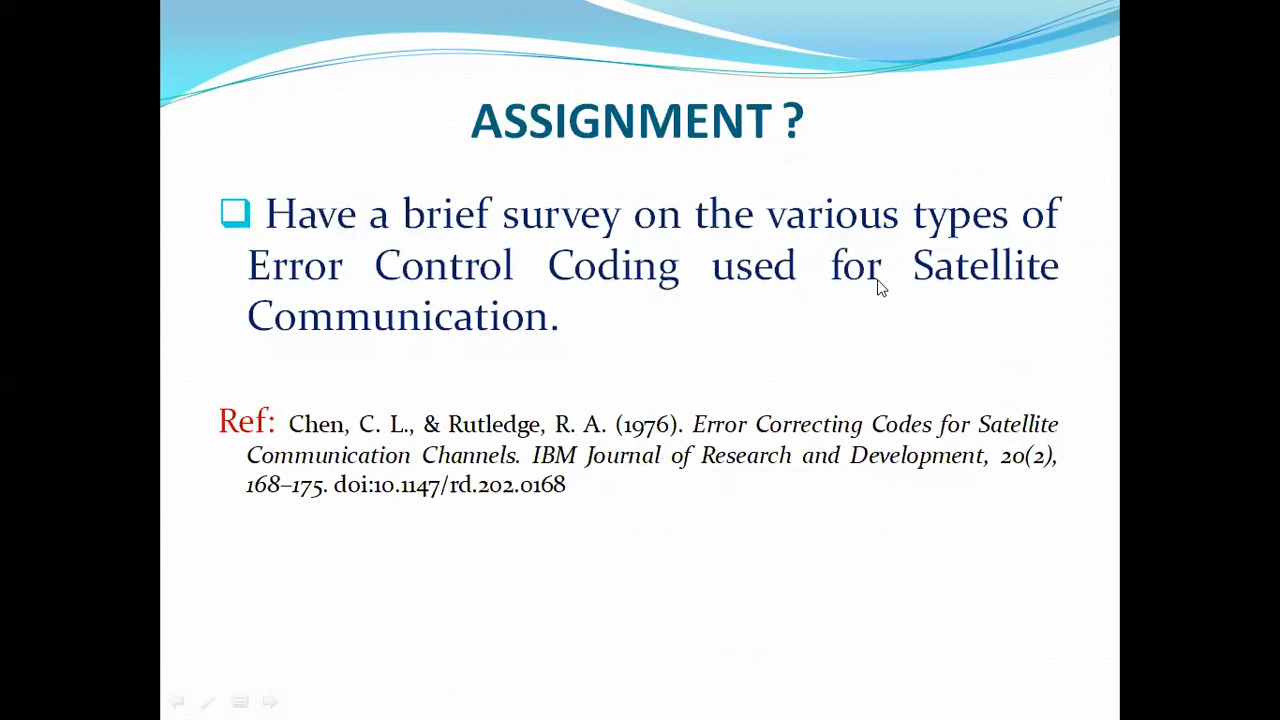 ASSIGNMENT ?
Have a brief survey on the various types of
Error Control Coding used for Satellite
Communication.
Ref: Chen, C. L., & Rutledge, R. A. (1976). Error Correcting Codes for Satellite
Communication Channels. IBM Journal of Research and Development, 20(2),
168–175. doi:10.1147/rd.202.0168